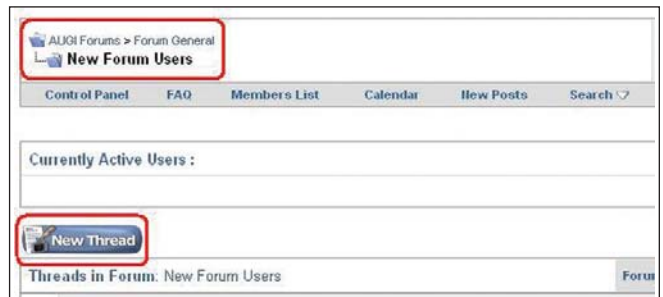 AUGI Forums > Forum General
New Forum Users
Control Panel FAQ Members List Calendar New Posts Search
Currently Active Users :
New Thread
Threads in Forum: New Forum Users